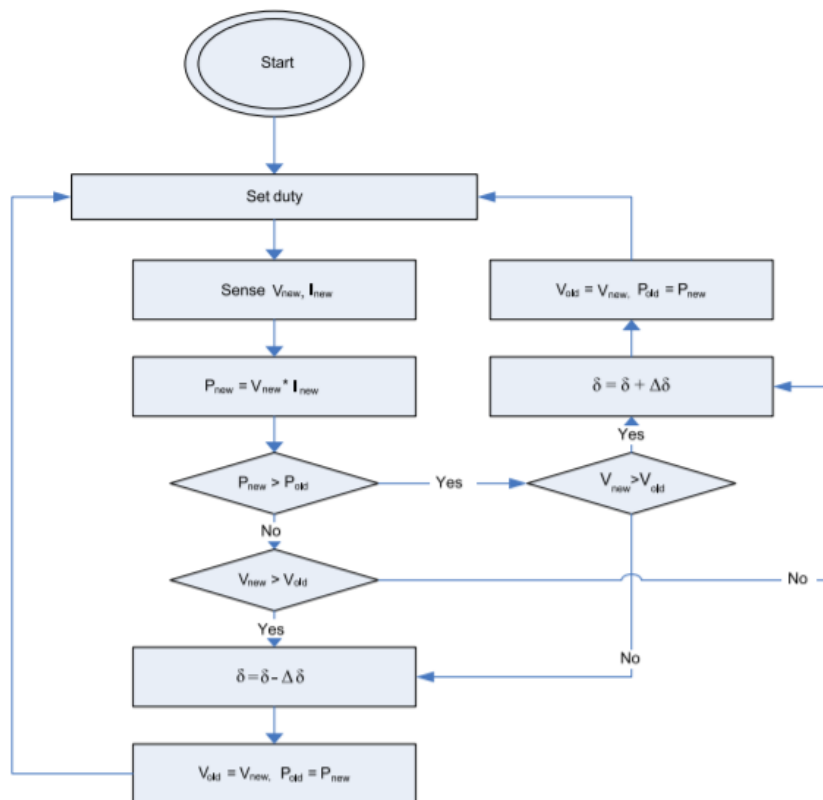 Start
Set duty
Sense Vnew, Inew
Vold = Vnew, Pold = Pnew
Pnew = Vnew * Inew
δ = δ + Δδ
Yes
Pnew > Pold
Yes
Vnew>Vold
No
Vnew > Vold
No
Yes
No
δ = δ - Δ δ
Vold = Vnew, Pold = Pnew